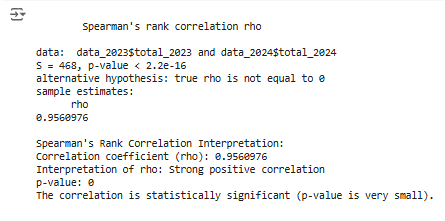 Spearman's rank correlation rho
data:  data_2023$total_2023 and data_2024$total_2024
S = 468, p-value < 2.2e-16
alternative hypothesis: true rho is not equal to 0
sample estimates:
rho
0.9560976
Spearman's Rank Correlation Interpretation:
Correlation coefficient (rho): 0.9560976
Interpretation of rho: Strong positive correlation
p-value: 0
The correlation is statistically significant (p-value is very small).